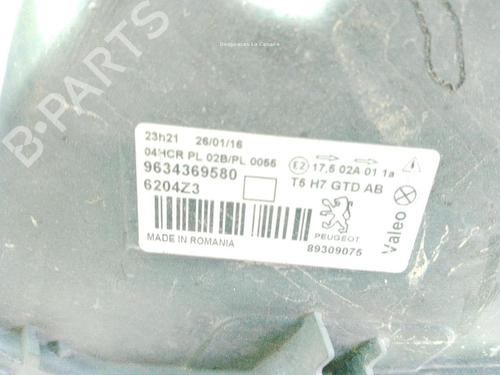 Desguaces La Cabaña
B-PARTS
23h21 26/01/16
04HCR PL 02B/PL 0055
9634369580
6204Z3
E2 17,5 02A 01 1a
T5 H7 GTD AB
PEUGEOT
Valeo
MADE IN ROMANIA
89309075